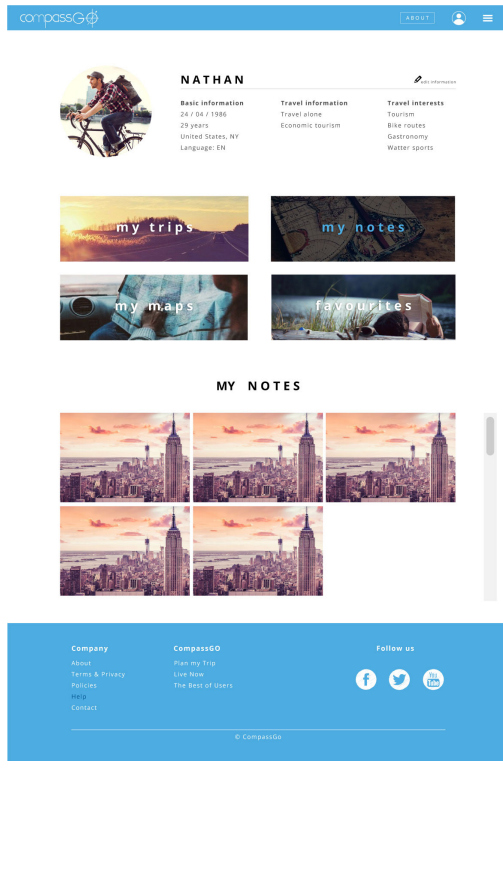 compassGO
ABOUT
NATHAN
edit information
Basic information
24 / 04 / 1986
29 years
United States, NY
Language: EN
Travel information
Travel alone
Economic tourism
Travel interests
Tourism
Bike routes
Gastronomy
Watter sports
my trips
my notes
my maps
favourites
MY NOTES
Company
About
Terms & Privacy
Policies
Help
Contact
CompassGO
Plan my Trip
Live Now
The Best of Users
Follow us
f
You
Tube
© CompassGo